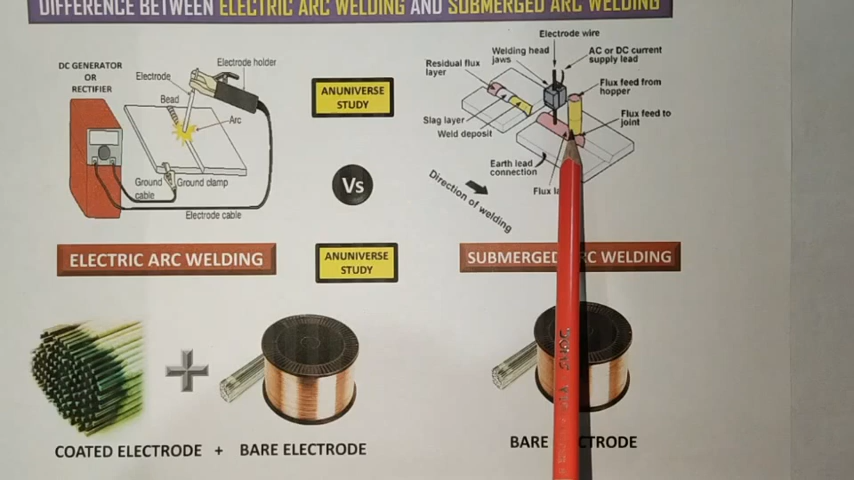 DIFFERENCE BETWEEN ELECTRIC ARC WELDING AND SUBMERGED ARC WELDING
DC GENERATOR
OR
RECTIFIER
Electrode
Electrode holder
Bead
Arc
Ground
cable
Ground clamp
Electrode cable
ANUNIVERSE
STUDY
Vs
Electrode wire
Welding head
jaws
AC or DC current
supply lead
Residual flux
layer
Flux feed from
hopper
Flux feed to
joint
Slag layer
Weld deposit
Earth lead
connection
Flux
Direction of welding
ELECTRIC ARC WELDING
ANUNIVERSE
STUDY
SUBMERGED ARC WELDING
COATED ELECTRODE + BARE ELECTRODE
BARE